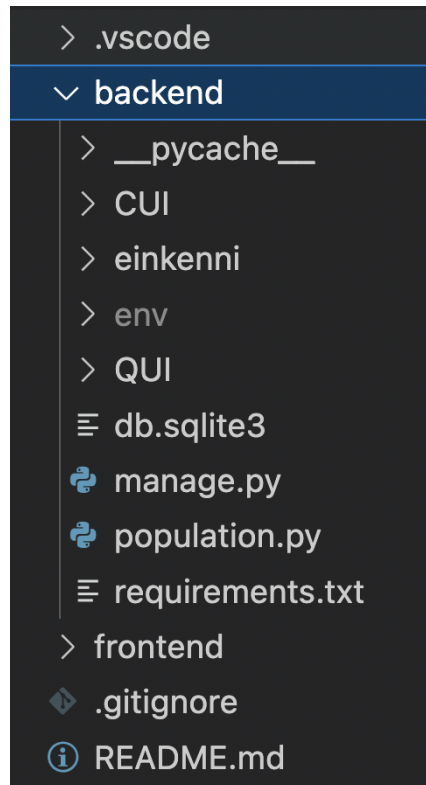 .vscode
backend
__pycache__
CUI
einkenni
env
QUI
db.sqlite3
manage.py
population.py
requirements.txt
frontend
.gitignore
README.md